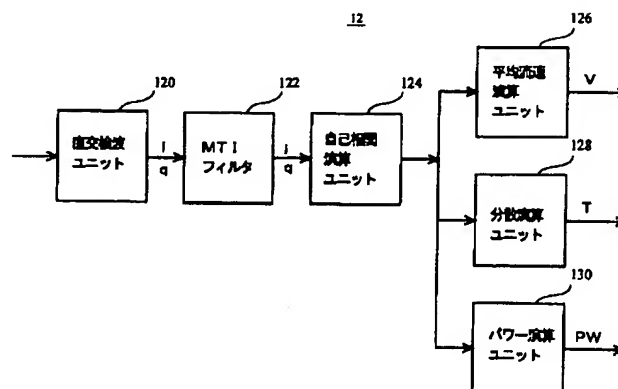 12
120
直交検波
ユニット
i
q
122
MTI
フィルタ
i
q
124
自己相関
演算
ユニット
126
平均流速
演算
ユニット
V
128
分散演算
ユニット
T
130
パワー演算
ユニット
PW